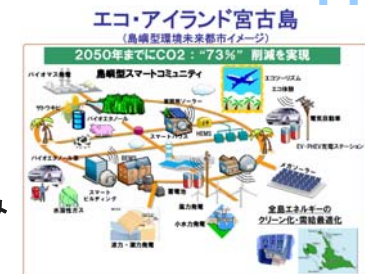 エコ・アイランド宮古島
(島嶼型環境未来都市イメージ)
2050年までにCO2："73%" 削減を実現
バイオマス発電
島嶼型スマートコミュニティ
エコツーリズム
エコ体験
サトウキビ
家庭用ソーラー
バイオエタノール
スマートハウス
HEMS
電気自動車
EV・PHEV充電ステーション
バイオエタノール車
BEMS
メガソーラー
スマート
ビルディング
蓄電池
風力発電
水溶性ガス
小水力発電
波力・潮力発電
全島エネルギーの
クリーン化・需給最適化